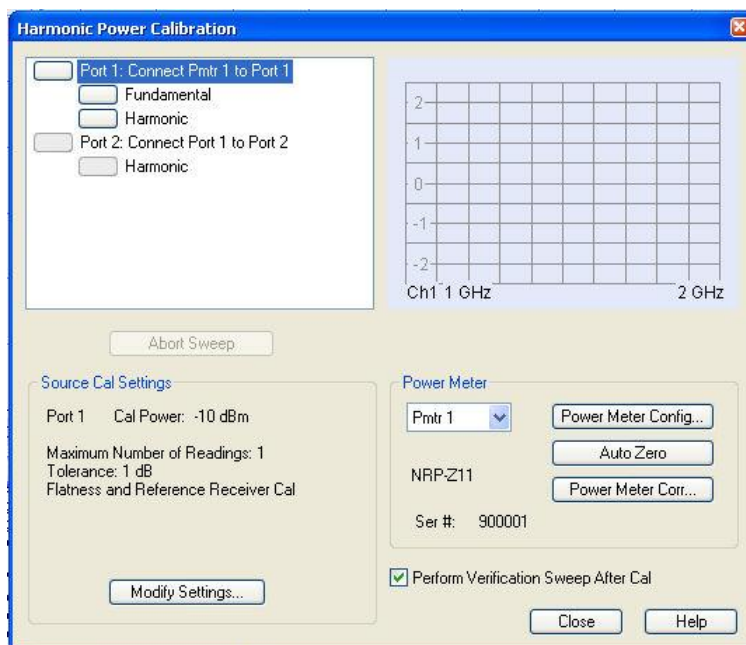 Harmonic Power Calibration
Port 1: Connect Pmtr 1 to Port 1
Fundamental
Harmonic
Port 2: Connect Port 1 to Port 2
Harmonic
2
1
0
-1
-2
Ch1 1 GHz 2 GHz
Abort Sweep
Source Cal Settings
Port 1 Cal Power: -10 dBm
Maximum Number of Readings: 1
Tolerance: 1 dB
Flatness and Reference Receiver Cal
Modify Settings...
Power Meter
Pmtr 1
Power Meter Config...
Auto Zero
NRP-Z11
Power Meter Corr...
Ser #: 900001
Perform Verification Sweep After Cal
Close
Help